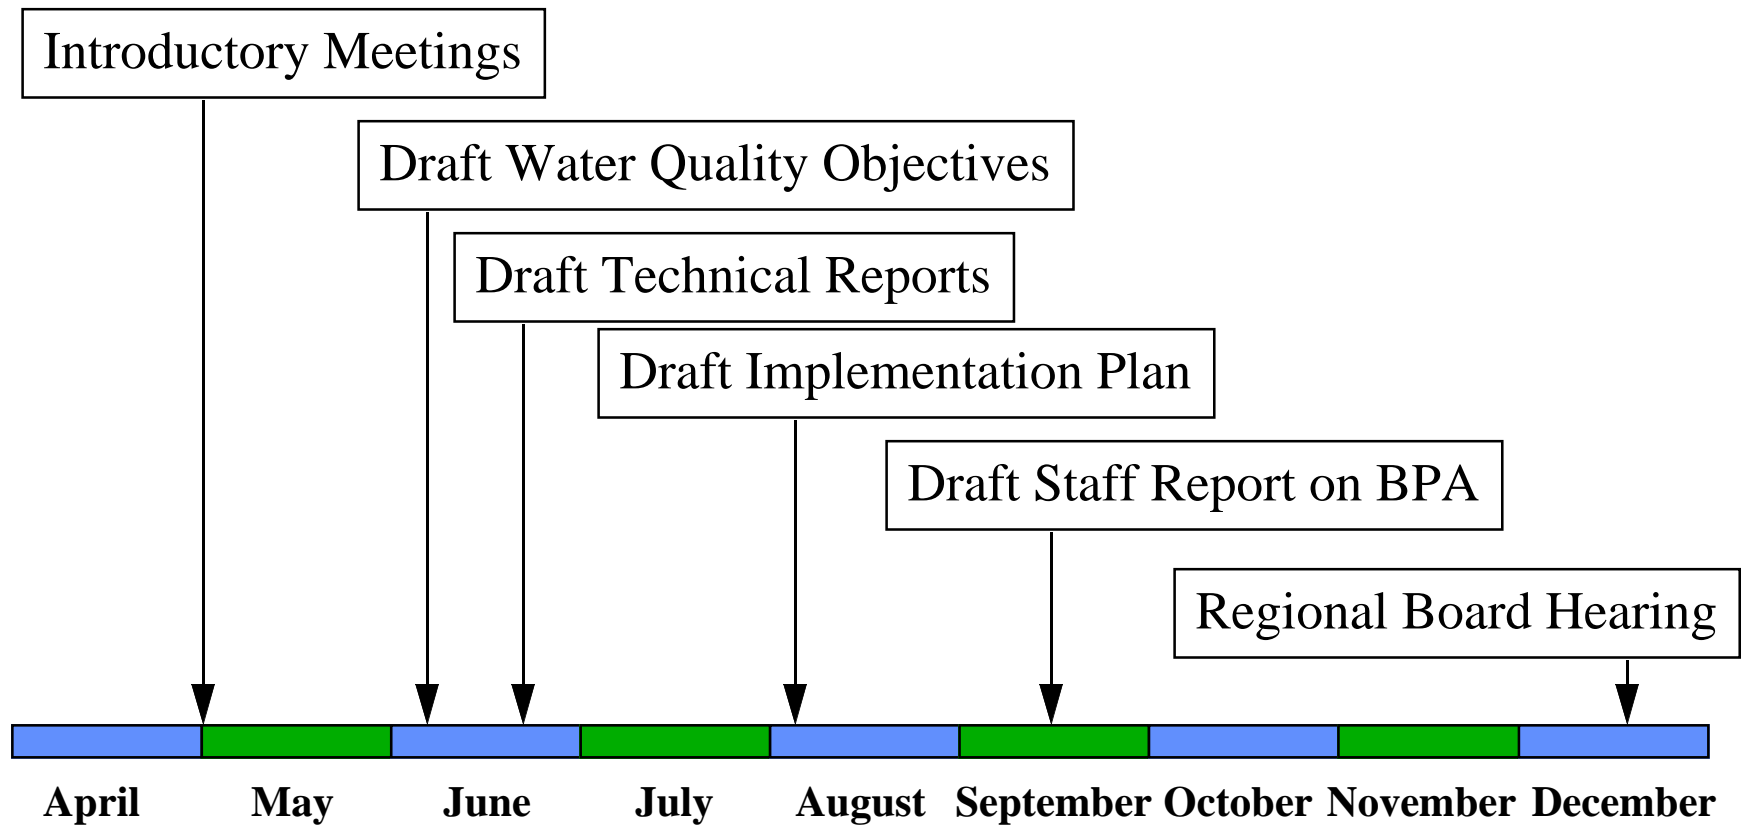 Introductory Meetings
Draft Water Quality Objectives
Draft Technical Reports
Draft Implementation Plan
Draft Staff Report on BPA
Regional Board Hearing
April May June July August September October November December